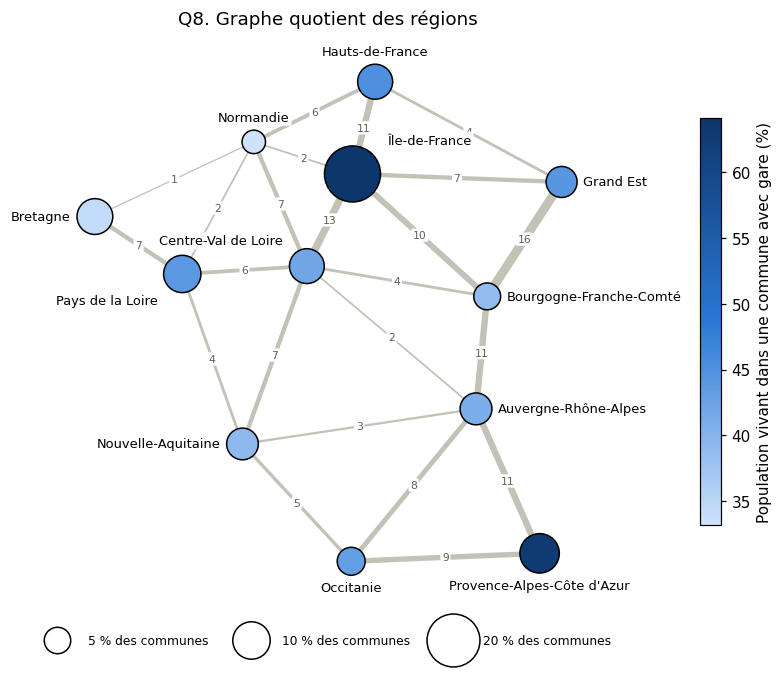 Q8. Graphe quotient des régions
Hauts-de-France
6
Normandie
11
4
Île-de-France
2
7
Grand Est
1
2
7
13
10
16
Bretagne
7
Centre-Val de Loire
6
4
Pays de la Loire
Bourgogne-Franche-Comté
2
4
7
11
Auvergne-Rhône-Alpes
3
Nouvelle-Aquitaine
8
11
5
9
Occitanie
Provence-Alpes-Côte d'Azur
5 % des communes
10 % des communes
20 % des communes
60
55
50
45
40
35
Population vivant dans une commune avec gare (%)